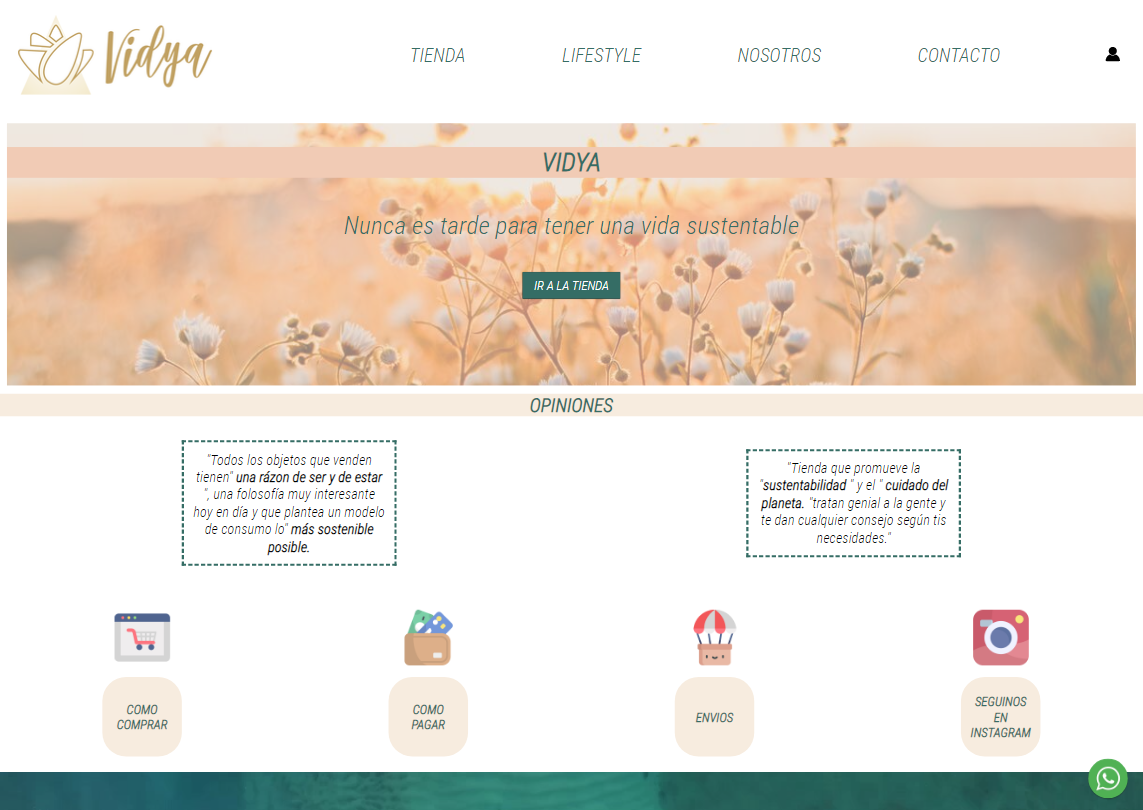 Vidya
TIENDA LIFESTYLE NOSOTROS CONTACTO
VIDYA
Nunca es tarde para tener una vida sustentable
IR A LA TIENDA
OPINIONES
"Todos los objetos que venden
tienen" una rázon de ser y de estar
", una folosofía muy interesante
hoy en día y que plantea un modelo
de consumo lo" más sostenible
posible.
"Tienda que promueve la
"sustentabilidad " y el " cuidado del
planeta. "tratan genial a la gente y
te dan cualquier consejo según tis
necesidades."
COMO
COMPRAR
COMO
PAGAR
ENVIOS
SEGUINOS
EN
INSTAGRAM